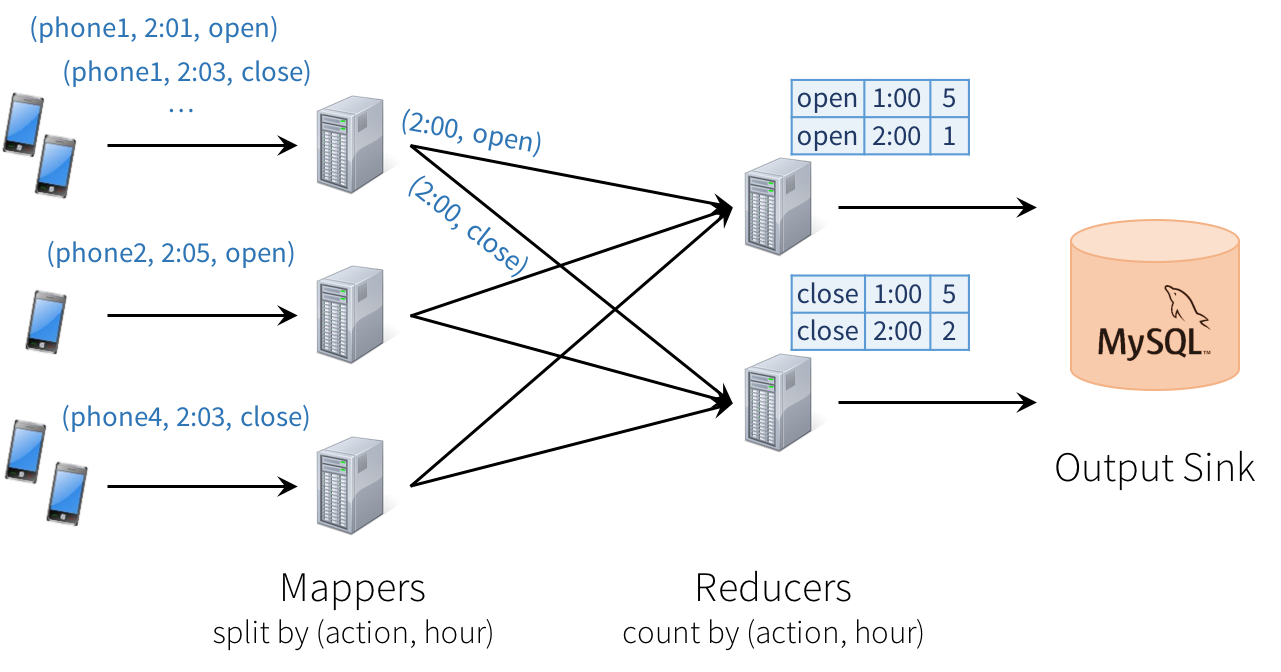 (phone1, 2:01, open)
(phone1, 2:03, close)
…
(phone2, 2:05, open)
(phone4, 2:03, close)
(2:00, open)
(2:00, close)
open 1:00 5
open 2:00 1
close 1:00 5
close 2:00 2
MySQL™
Output Sink
Mappers
split by (action, hour)
Reducers
count by (action, hour)